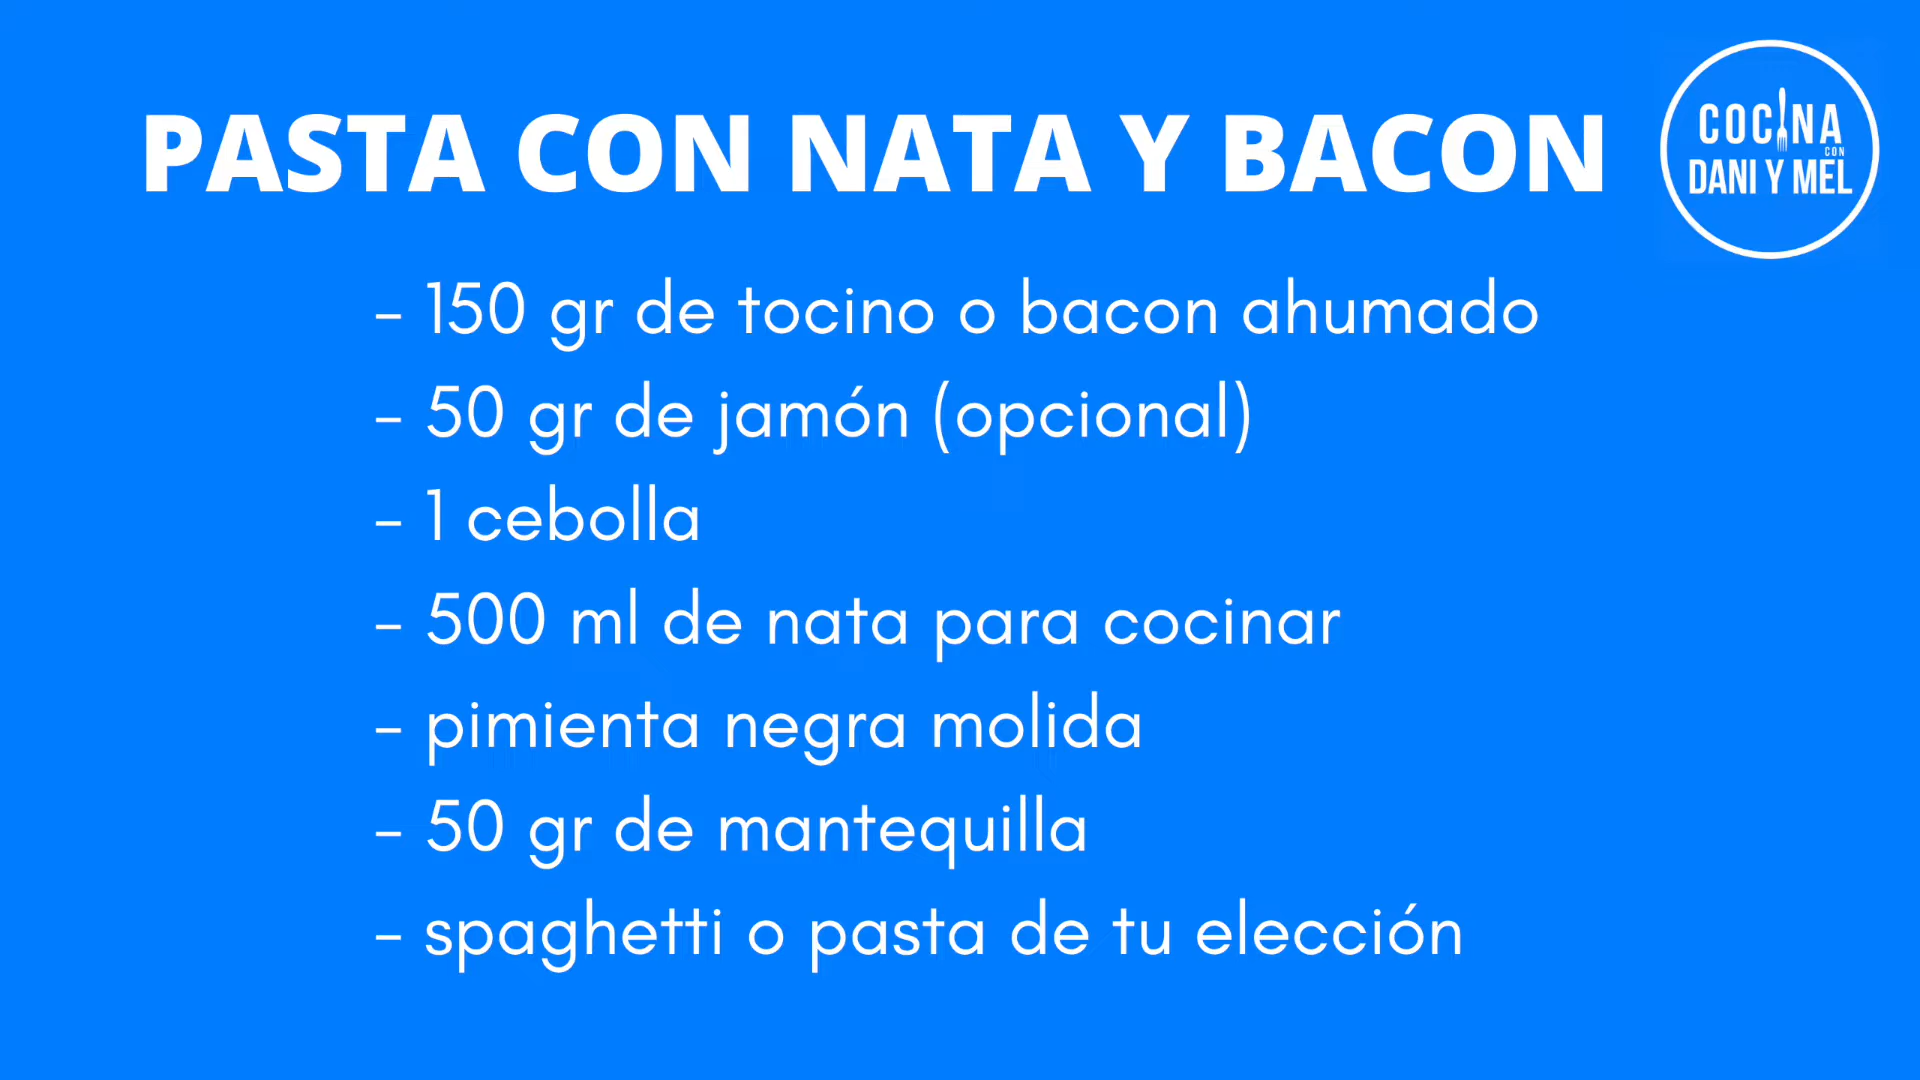 PASTA CON NATA Y BACON
COCINA
CON
DANI Y MEL
- 150 gr de tocino o bacon ahumado
- 50 gr de jamón (opcional)
- 1 cebolla
- 500 ml de nata para cocinar
- pimienta negra molida
- 50 gr de mantequilla
- spaghetti o pasta de tu elección